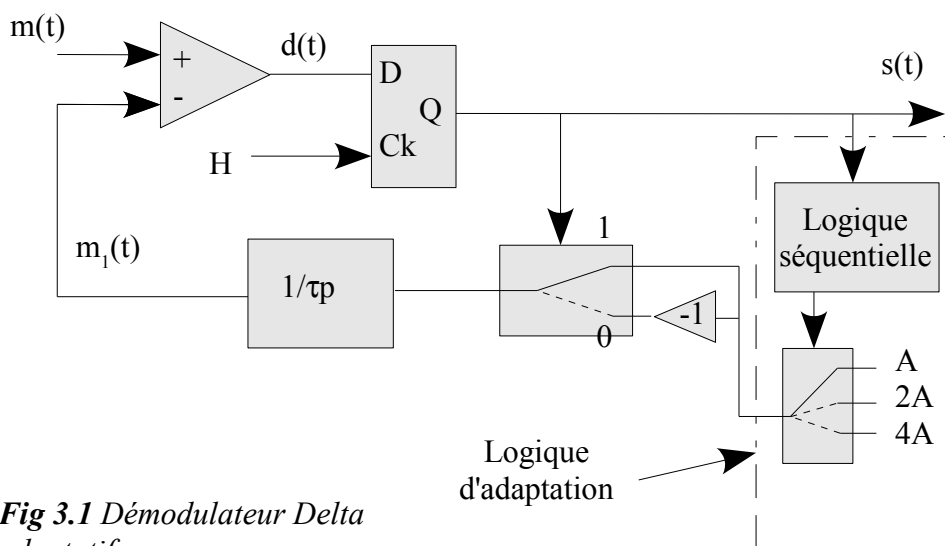 m(t)
+
-
d(t)
D
Q
Ck
H
s(t)
Logique
séquentielle
m1(t)
1/τp
1
0
-1
A
2A
4A
Logique
d'adaptation
Fig 3.1 Démodulateur Delta